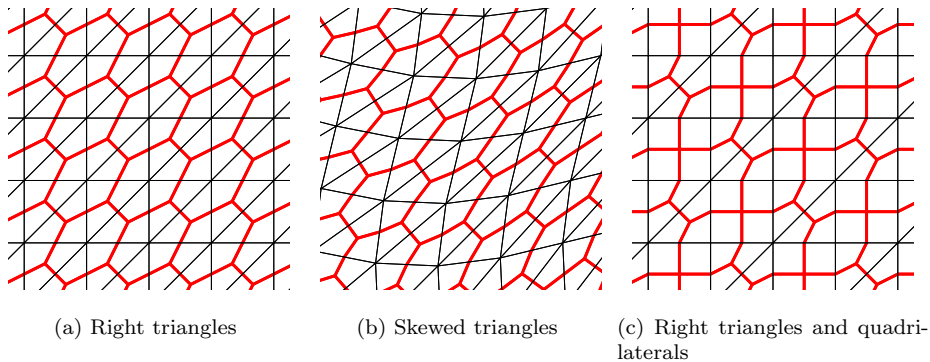 (a) Right triangles
(b) Skewed triangles
(c) Right triangles and quadri-
laterals